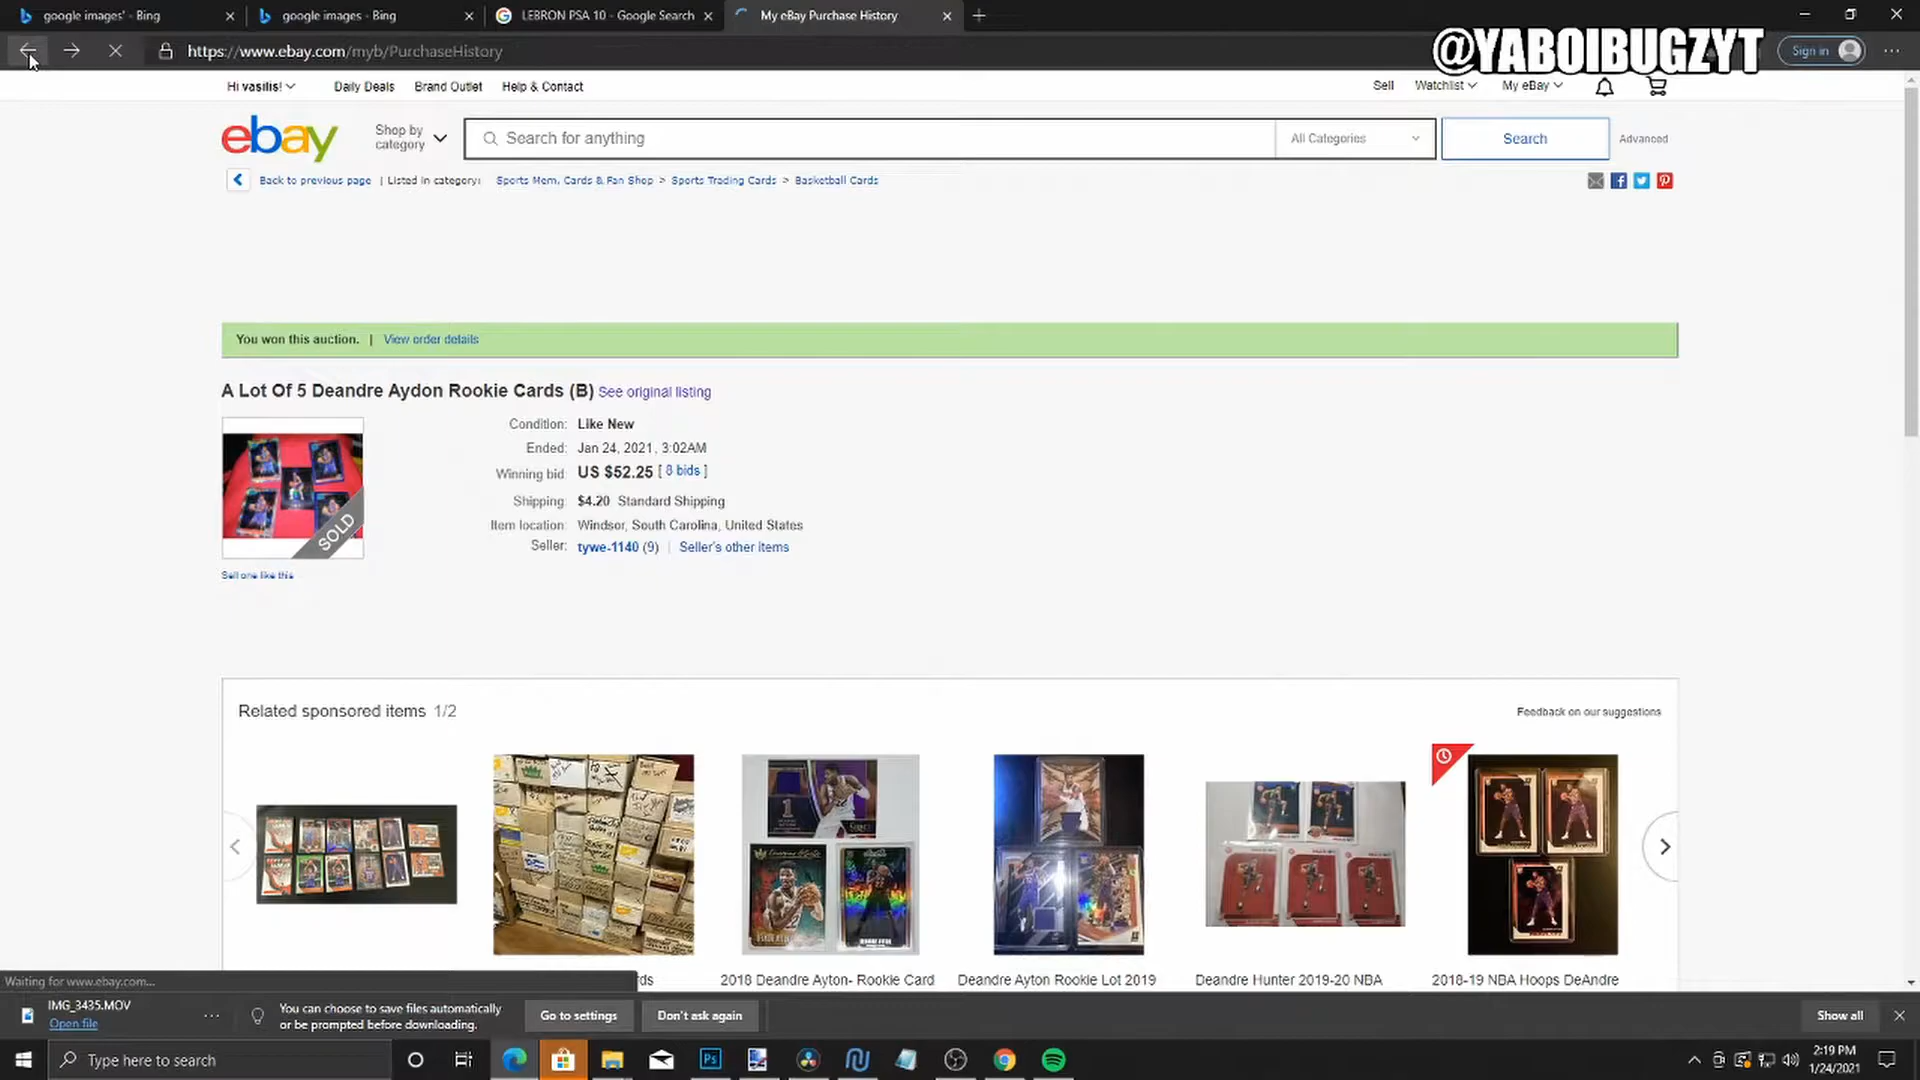 google images' - Bing
google images - Bing
LEBRON PSA 10 - Google Search
My eBay Purchase History
https://www.ebay.com/myb/PurchaseHistory
@YABOIBUGZYT
Sign in
Hi vasilis!
Daily Deals
Brand Outlet
Help & Contact
Sell
Watchlist
My eBay
ebay
Shop by category
Search for anything
All Categories
Search
Advanced
Back to previous page | Listed in category:
Sports Mem, Cards & Fan Shop > Sports Trading Cards > Basketball Cards
You won this auction. | View order details
A Lot Of 5 Deandre Aydon Rookie Cards (B) See original listing
Condition: Like New
Ended: Jan 24, 2021, 3:02AM
Winning bid: US $52.25 [ 8 bids ]
Shipping: $4.20 Standard Shipping
Item location: Windsor, South Carolina, United States
Seller: tywe-1140 (9) | Seller's other items
SOLD
Sell one like this
Related sponsored items 1/2
Feedback on our suggestions
rds
2018 Deandre Ayton- Rookie Card
Deandre Ayton Rookie Lot 2019
Deandre Hunter 2019-20 NBA
2018-19 NBA Hoops DeAndre
Waiting for www.ebay.com...
IMG_3435.MOV
Open file
You can choose to save files automatically
or be prompted before downloading.
Go to settings
Don't ask again
Show all
Type here to search
2:19 PM
1/24/2021